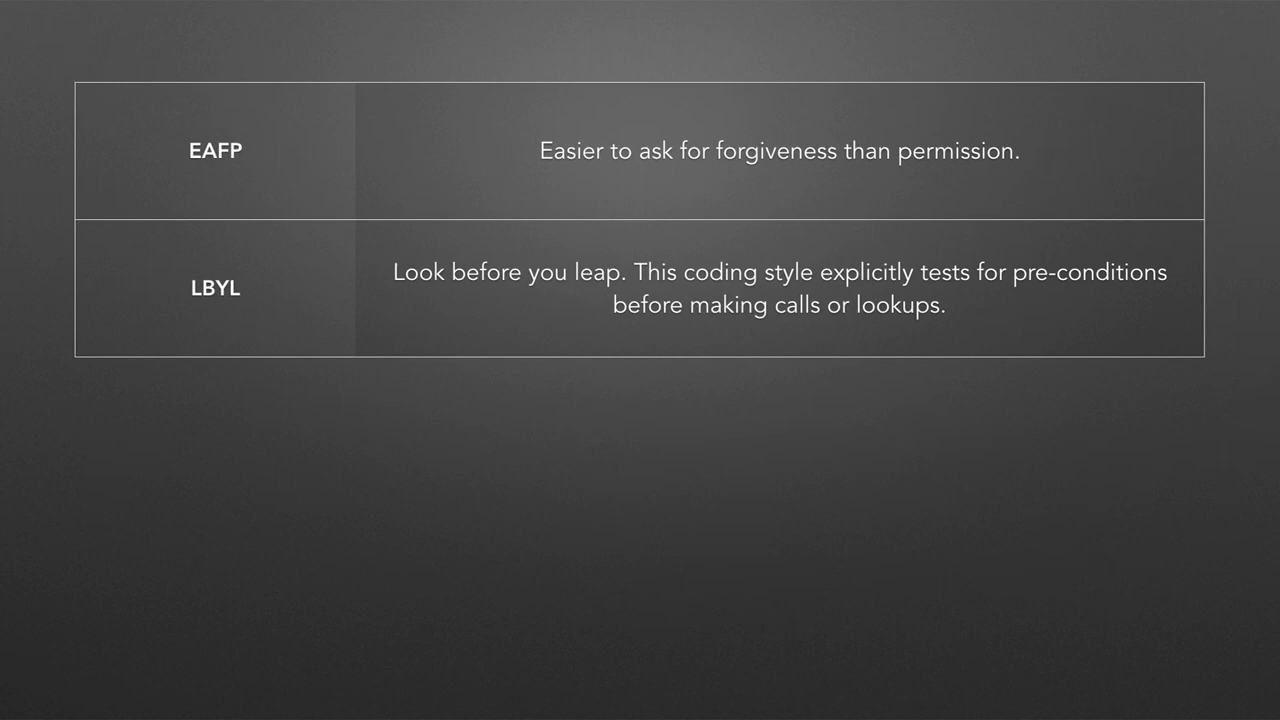 EAFP
Easier to ask for forgiveness than permission.
LBYL
Look before you leap. This coding style explicitly tests for pre-conditions
before making calls or lookups.